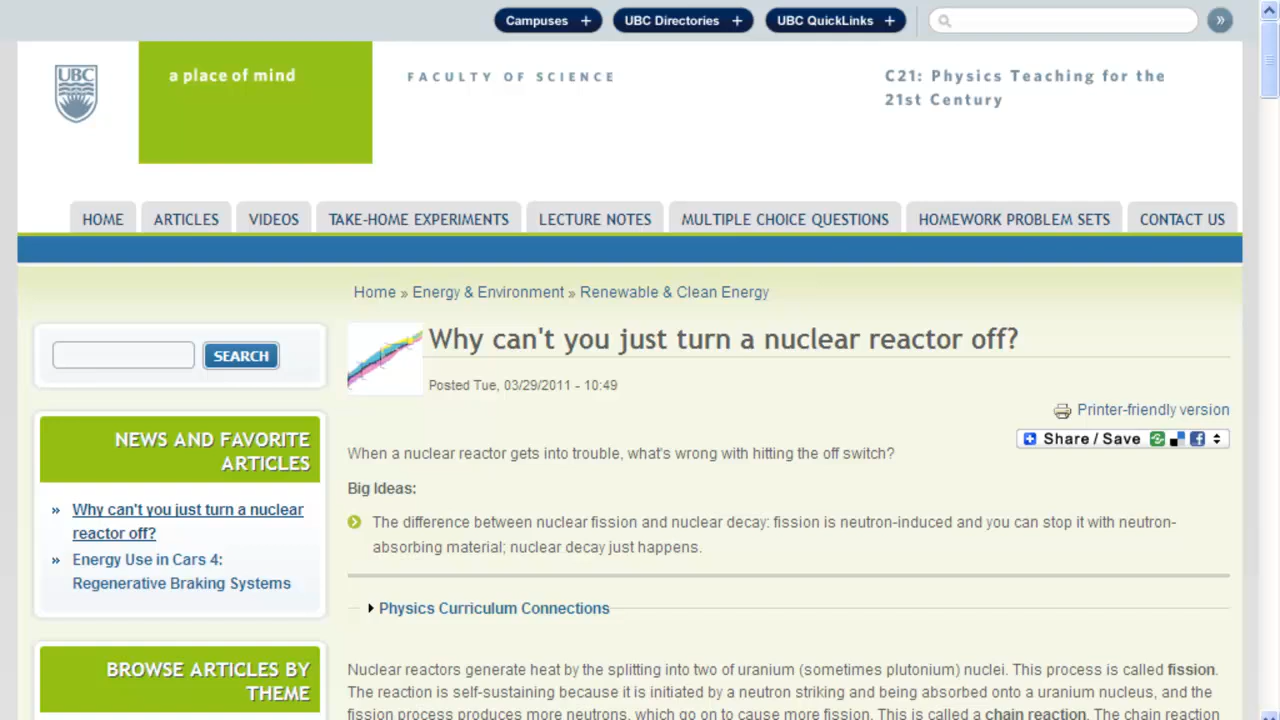 Campuses +
UBC Directories +
UBC QuickLinks +
»
UBC
a place of mind
FACULTY OF SCIENCE
C21: Physics Teaching for the
21st Century
HOME
ARTICLES
VIDEOS
TAKE-HOME EXPERIMENTS
LECTURE NOTES
MULTIPLE CHOICE QUESTIONS
HOMEWORK PROBLEM SETS
CONTACT US
Home » Energy & Environment » Renewable & Clean Energy
SEARCH
Why can't you just turn a nuclear reactor off?
Posted Tue, 03/29/2011 - 10:49
Printer-friendly version
Share / Save
NEWS AND FAVORITE
ARTICLES
» Why can't you just turn a nuclear
reactor off?
» Energy Use in Cars 4:
Regenerative Braking Systems
BROWSE ARTICLES BY
THEME
When a nuclear reactor gets into trouble, what's wrong with hitting the off switch?
Big Ideas:
The difference between nuclear fission and nuclear decay: fission is neutron-induced and you can stop it with neutron-
absorbing material; nuclear decay just happens.
Physics Curriculum Connections
Nuclear reactors generate heat by the splitting into two of uranium (sometimes plutonium) nuclei. This process is called fission.
The reaction is self-sustaining because it is initiated by a neutron striking and being absorbed onto a uranium nucleus, and the
fission process produces more neutrons, which go on to cause more fission. This is called a chain reaction. The chain reaction